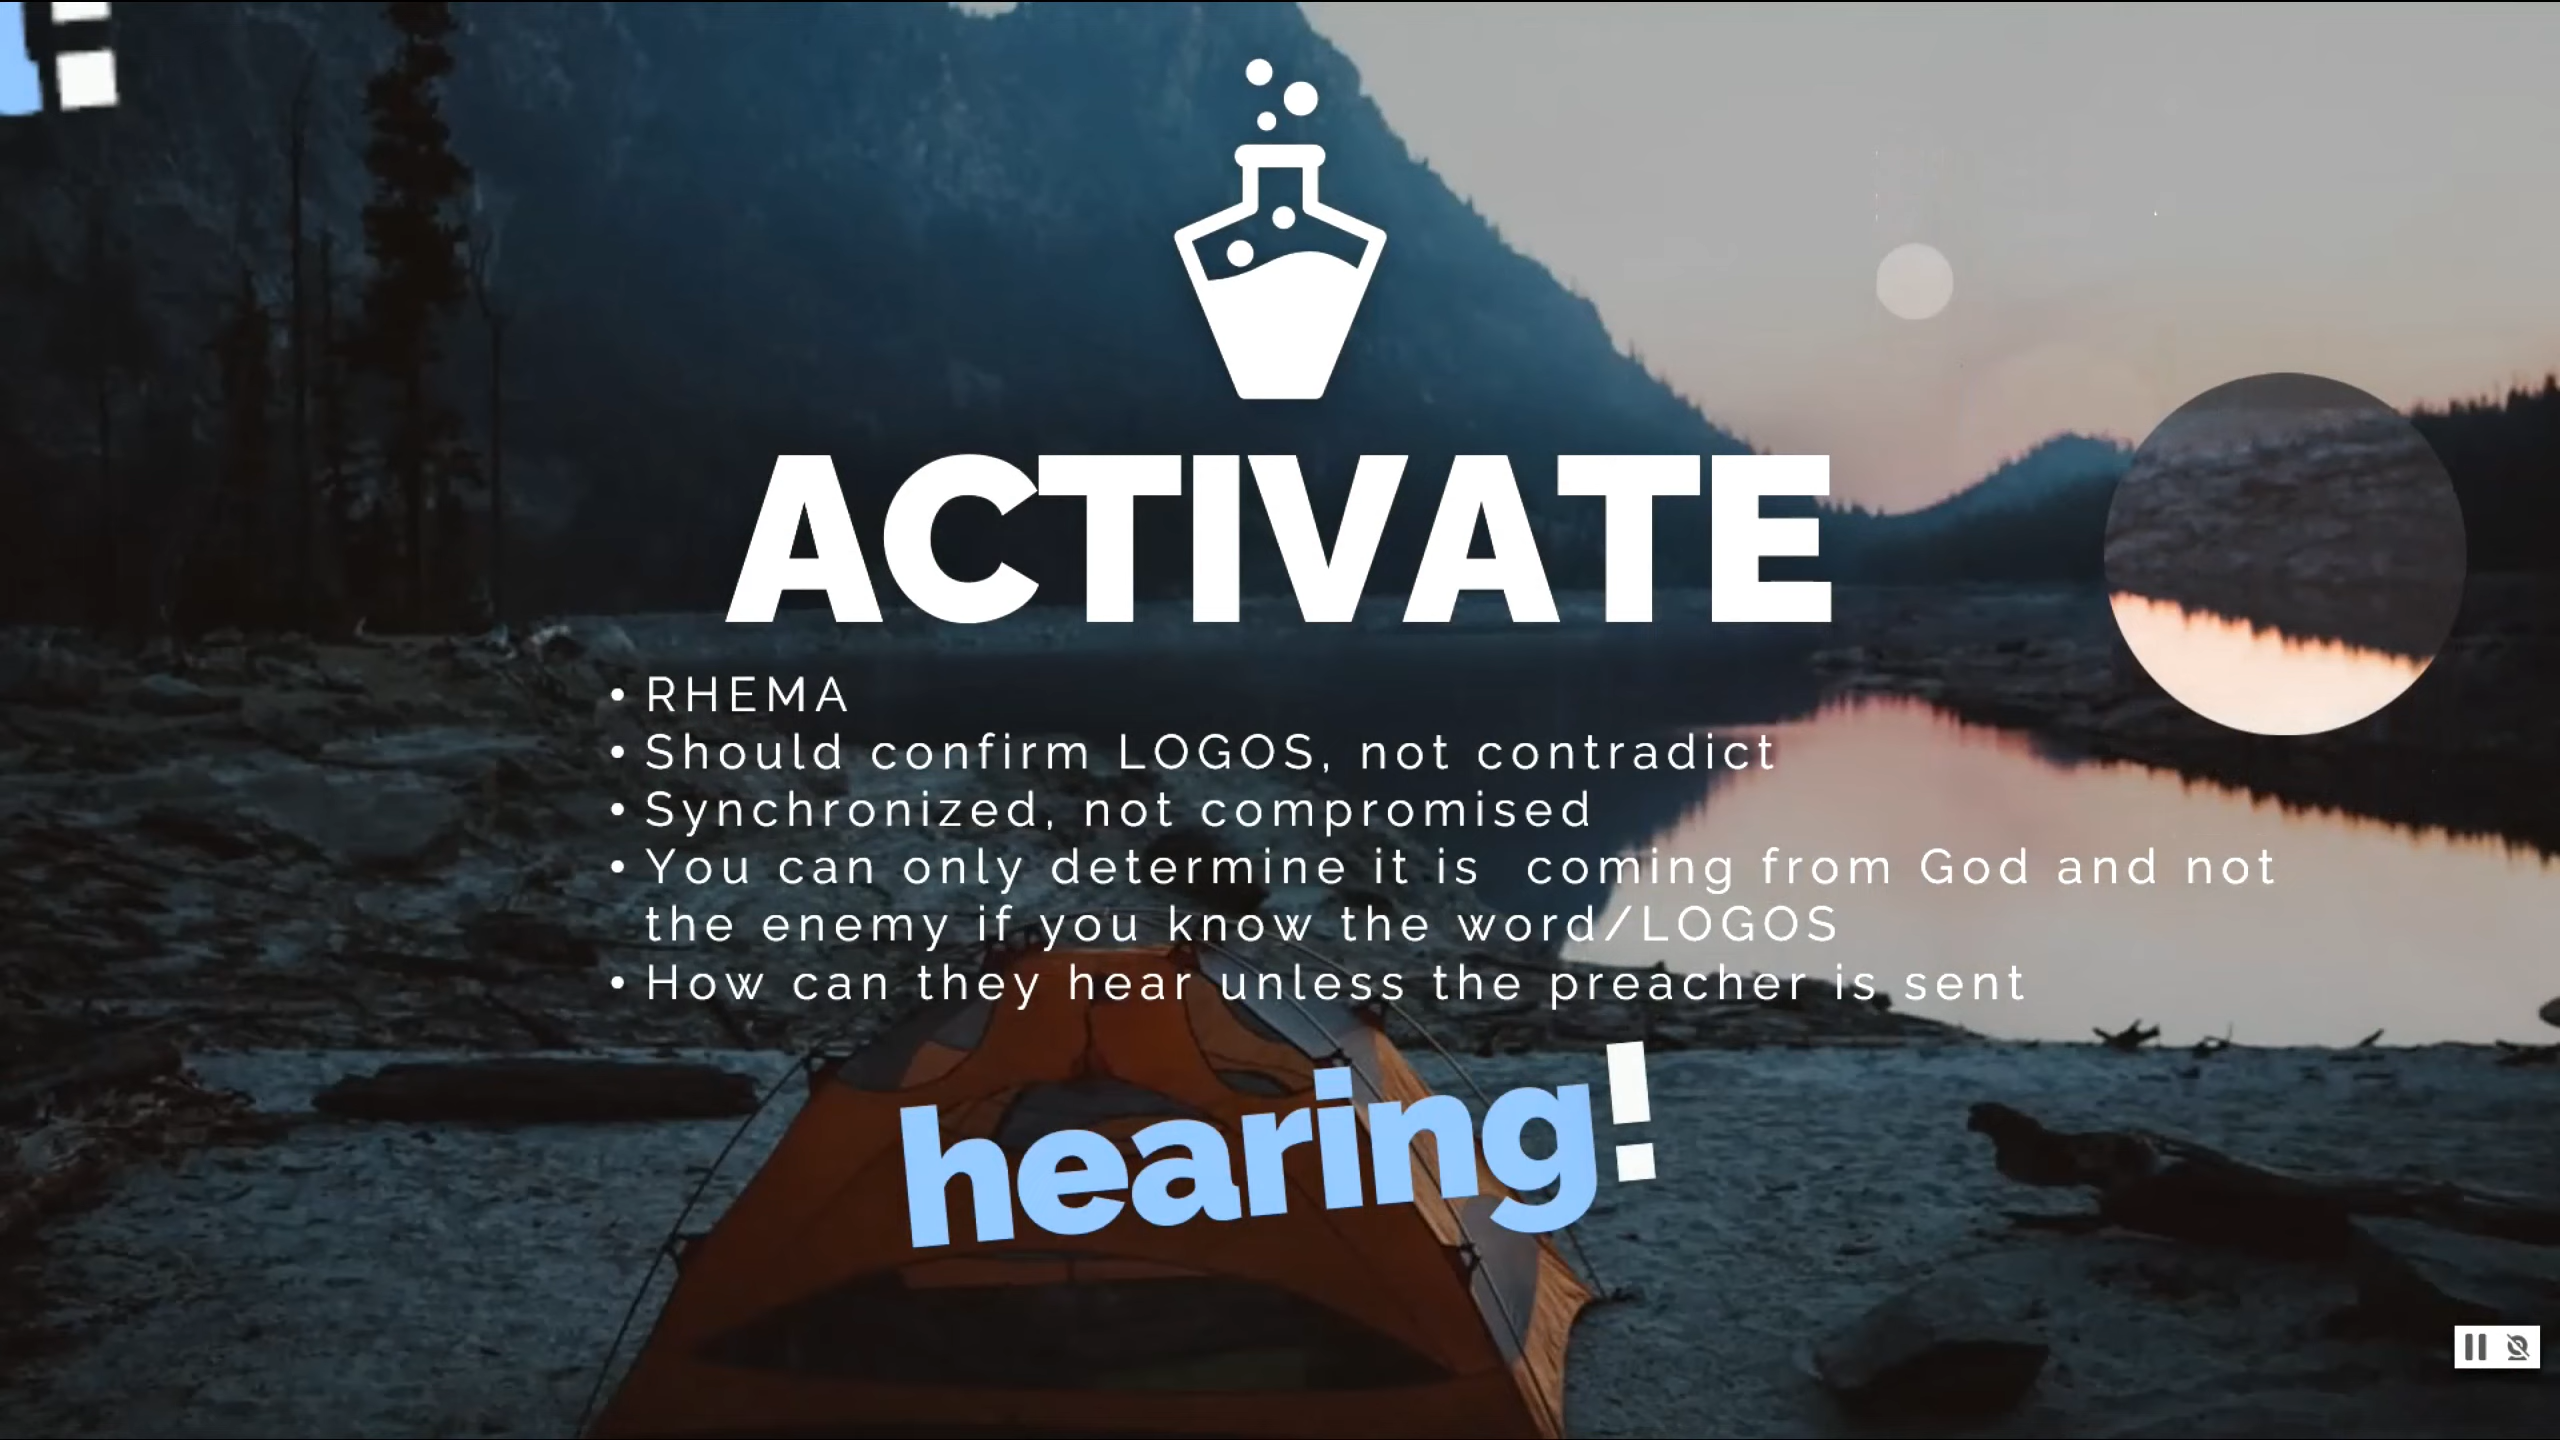 ACTIVATE
• RHEMA
• Should confirm LOGOS, not contradict
• Synchronized, not compromised
• You can only determine it is  coming from God and not
the enemy if you know the word/LOGOS
• How can they hear unless the preacher is sent
hearing!